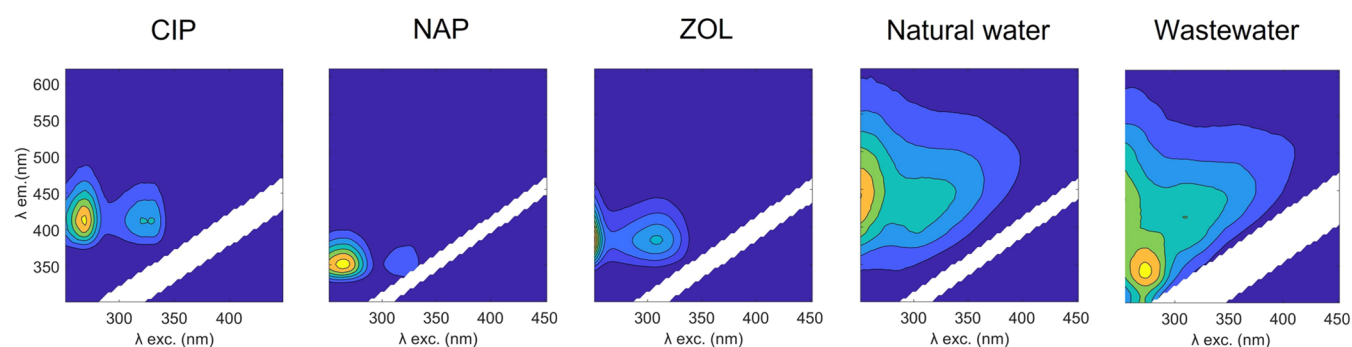 CIP NAP ZOL Natural water Wastewater
600
550
500
450
400
350
λ em.(nm)
300 350 400 300 350 400 450 300 350 400 450 300 350 400 450 300 350 400 450
λ exc. (nm) λ exc. (nm) λ exc. (nm) λ exc. (nm) λ exc. (nm)